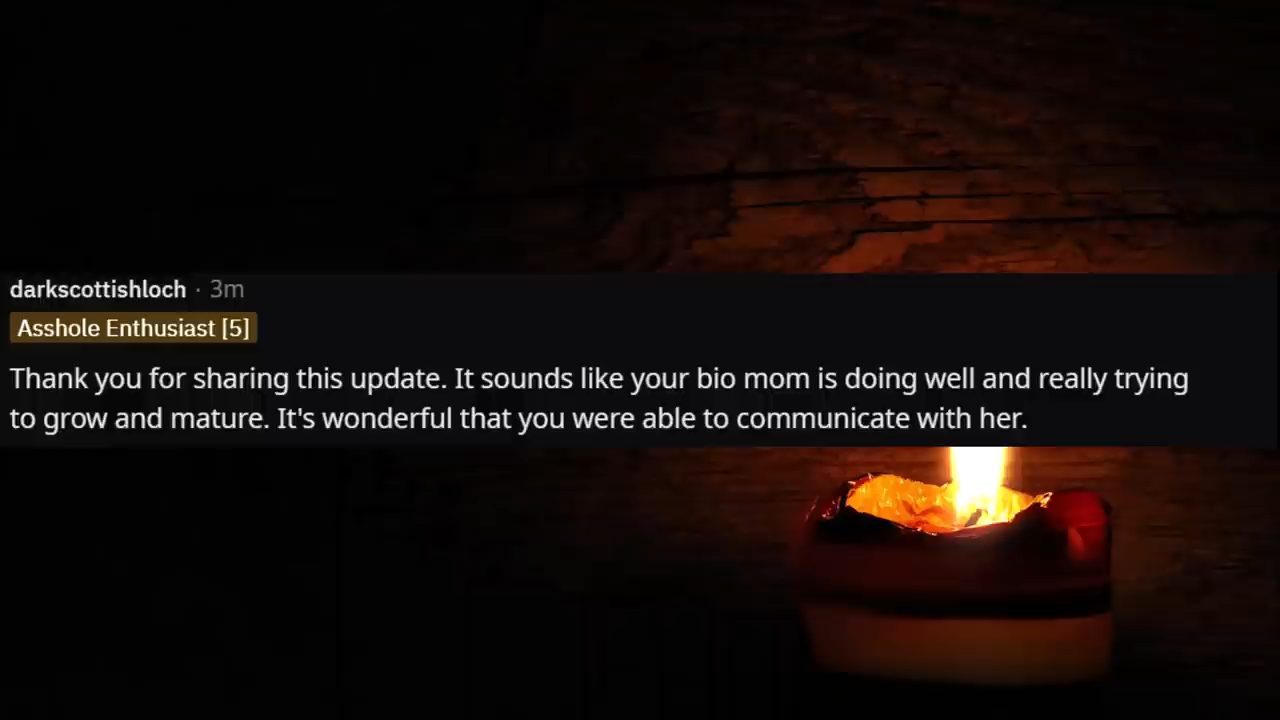 darkscottishloch · 3m
Asshole Enthusiast [5]
Thank you for sharing this update. It sounds like your bio mom is doing well and really trying
to grow and mature. It's wonderful that you were able to communicate with her.